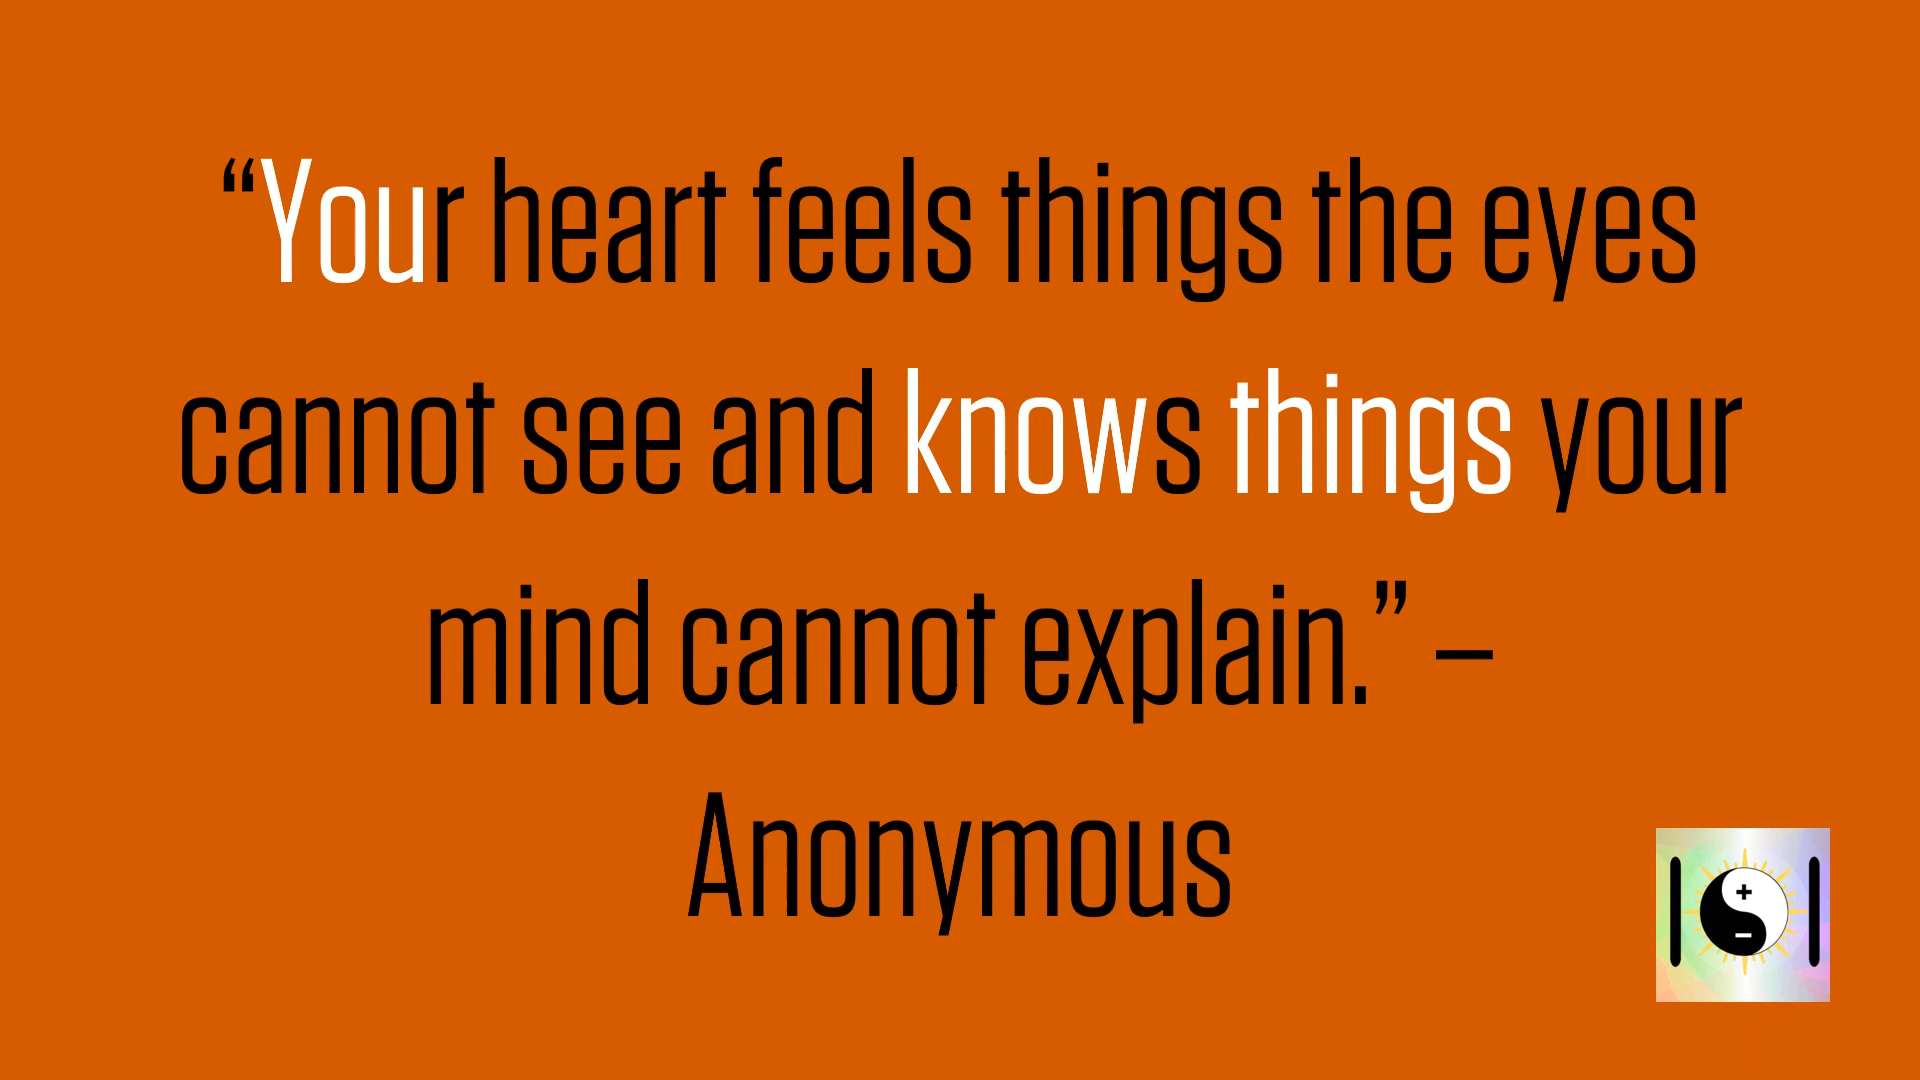 “Your heart feels things the eyes
cannot see and knows things your
mind cannot explain.” –
Anonymous
+
–